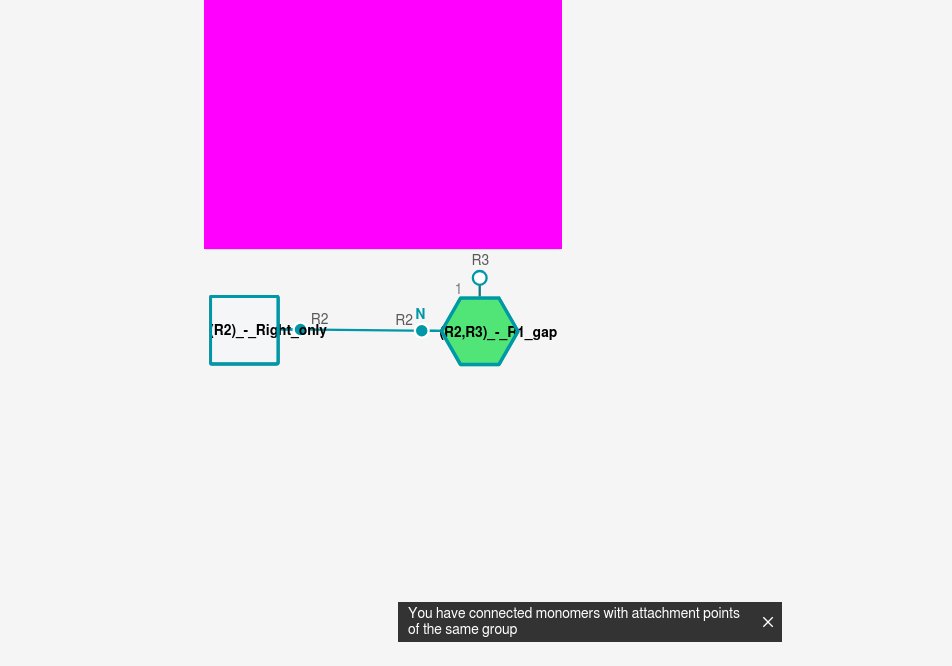 R3
1
N
R2
R2
(R2)_-_Right_only
(R2,R3)_-_R1_gap
You have connected monomers with attachment points
of the same group